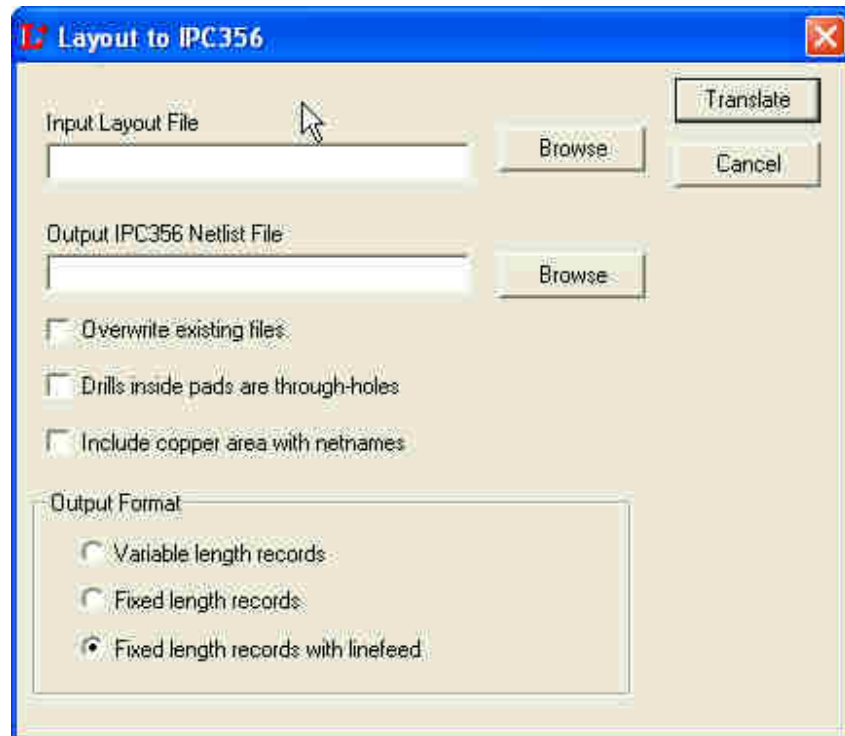 Layout to IPC356
Translate
Input Layout File
Browse
Cancel
Output IPC356 Netlist File
Browse
Overwrite existing files
Drills inside pads are through-holes
Include copper area with netnames
Output Format
Variable length records
Fixed length records
Fixed length records with linefeed